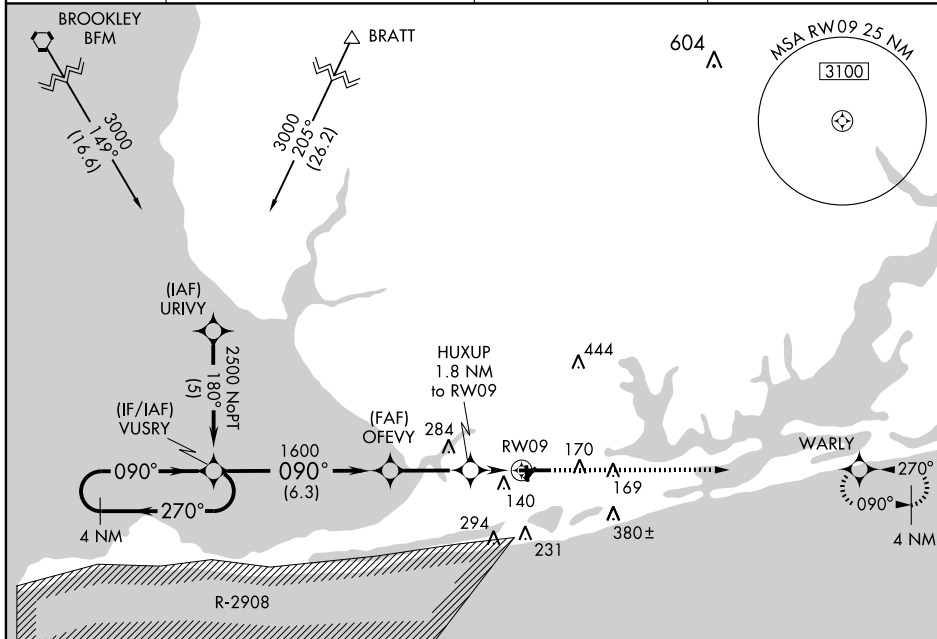 BROOKLEY
BFM
BRATT
604
MSA RW09 25 NM
3100
3000
149°
(16.6)
3000
205°
(26.2)
(IAF)
URIVY
2500 NoPT
180°
(5)
HUXUP
1.8 NM
to RW09
444
(IF/IAF)
VUSRY
(FAF)
OFEVY
284
RW09
170
WARLY
090°
1600
090°
(6.3)
270°
140
169
270°
090°
4 NM
294
231
380±
4 NM
R-2908